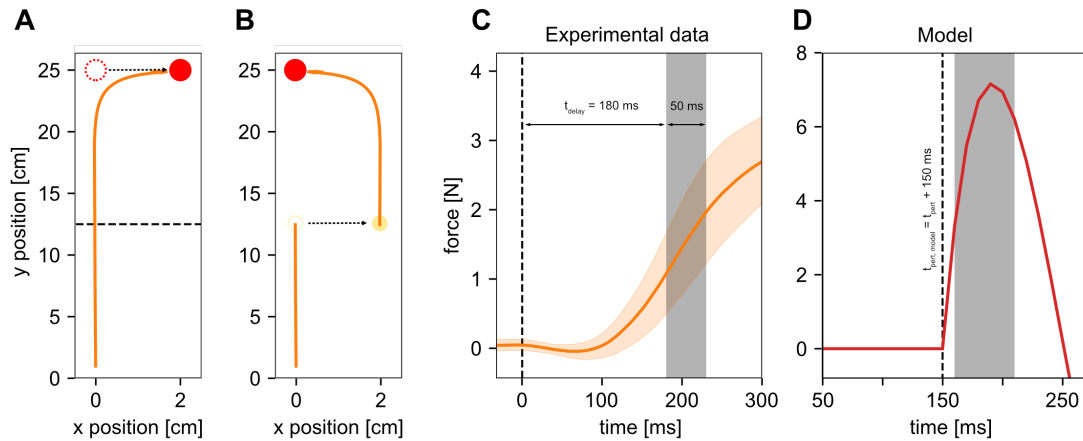 A
B
C
D
Experimental data
Model
25
20
15
10
5
0
y position [cm]
0
2
x position [cm]
25
20
15
10
5
0
0
2
x position [cm]
4
3
2
1
0
force [N]
t_delay = 180 ms
50 ms
0
100
200
300
time [ms]
8
6
4
2
0
t_pert, model = t_pert + 150 ms
50
150
250
time [ms]